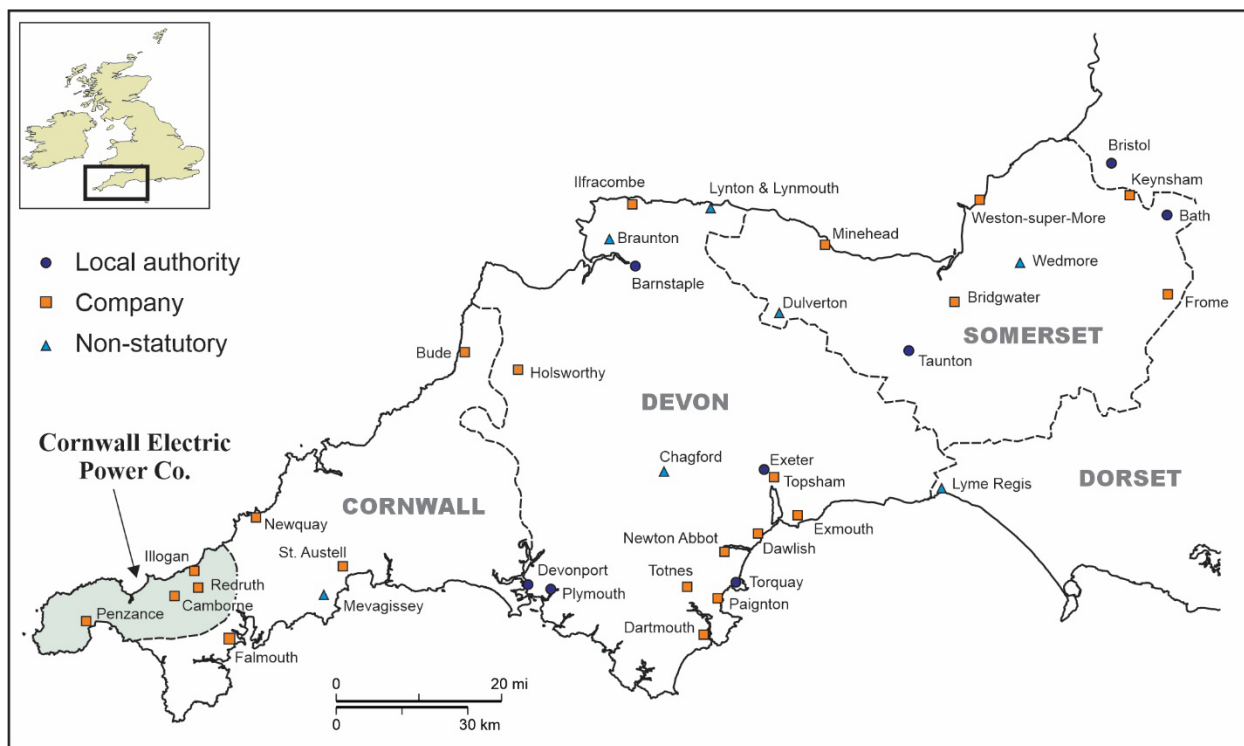 Local authority
Company
Non-statutory
Bristol
Keynsham
Bath
Weston-super-More
Ilfracombe
Lynton & Lynmouth
Minehead
Braunton
Barnstaple
Wedmore
Dulverton
Bridgwater
Frome
SOMERSET
Taunton
Bude
Holsworthy
DEVON
Cornwall Electric
Power Co.
Chagford
Exeter
Topsham
Lyme Regis
DORSET
CORNWALL
Newquay
Exmouth
Dawlish
Newton Abbot
Illogan
St. Austell
Devonport
Plymouth
Totnes
Torquay
Redruth
Camborne
Penzance
Mevagissey
Paignton
Dartmouth
Falmouth
0 20 mi
0 30 km